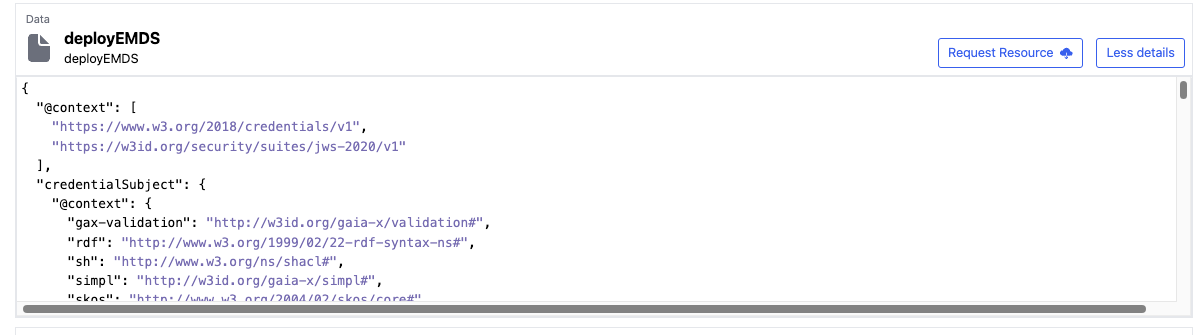 Data
deployEMDS
deployEMDS
Request Resource
Less details
{
"@context": [
"https://www.w3.org/2018/credentials/v1",
"https://w3id.org/security/suites/jws-2020/v1"
],
"credentialSubject": {
"@context": {
"gax-validation": "http://w3id.org/gaia-x/validation#",
"rdf": "http://www.w3.org/1999/02/22-rdf-syntax-ns#",
"sh": "http://www.w3.org/ns/shacl#",
"simpl": "http://w3id.org/gaia-x/simpl#",
"skos": "http://www.w3.org/2004/02/skos/core#"